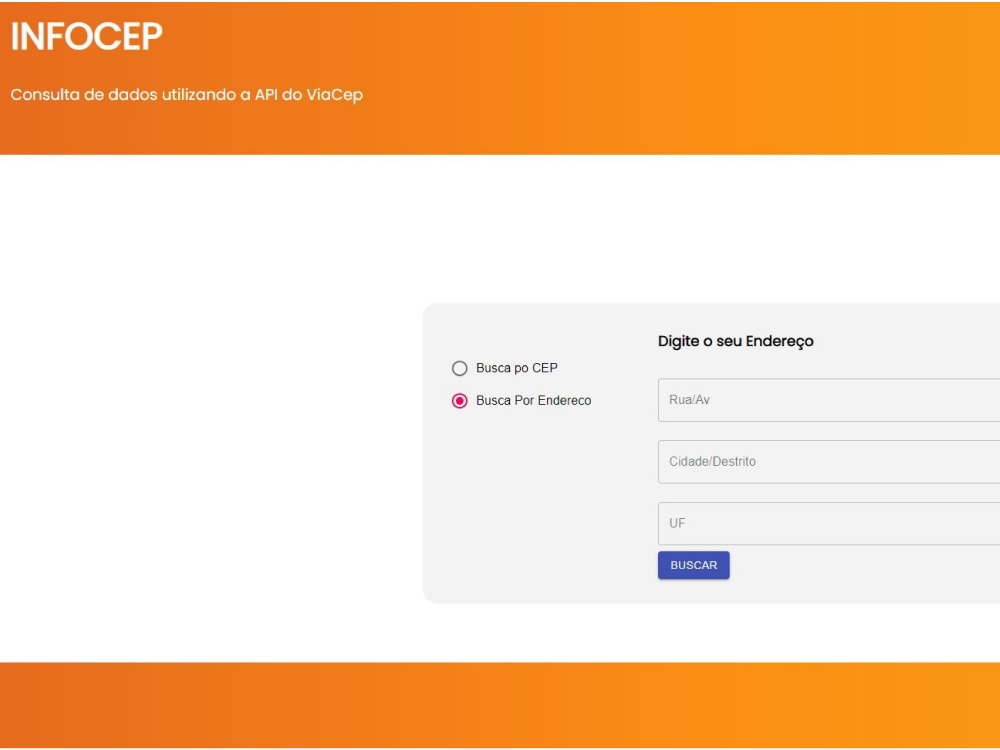 INFOCEP
Consulta de dados utilizando a API do ViaCep
Digite o seu Endereço
Busca po CEP
Busca Por Endereco
Rua/Av
Cidade/Destrito
UF
BUSCAR